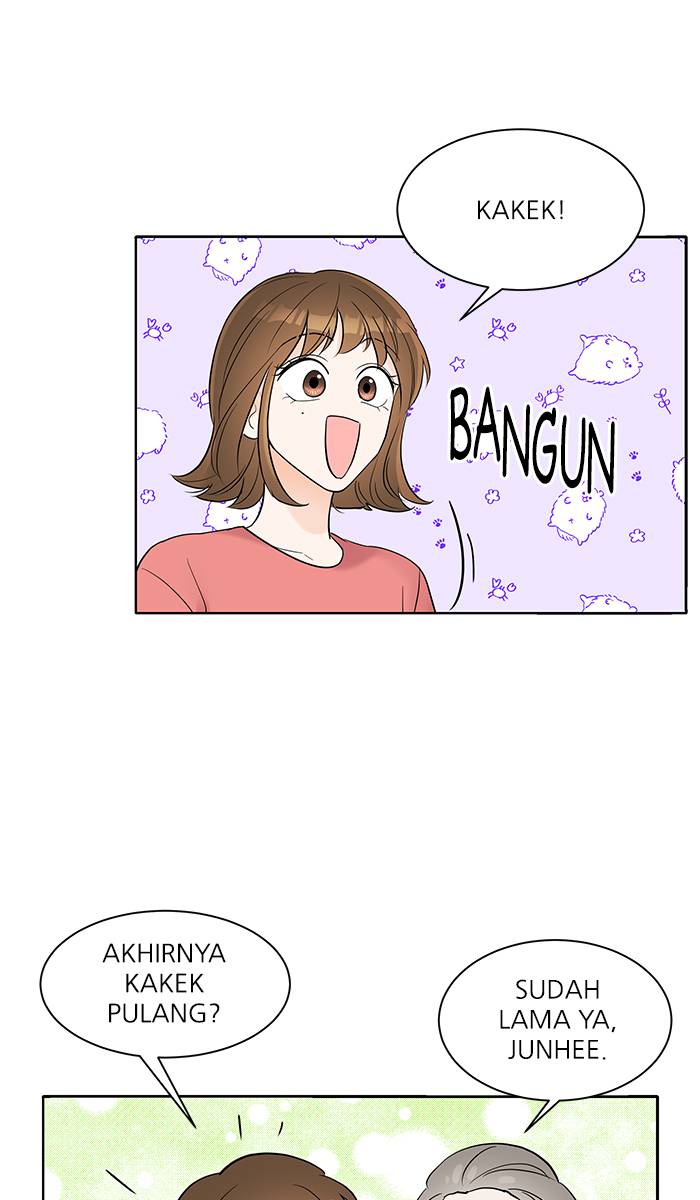 KAKEK!
BANGUN
AKHIRNYA
KAKEK
PULANG?
SUDAH
LAMA YA,
JUNHEE.